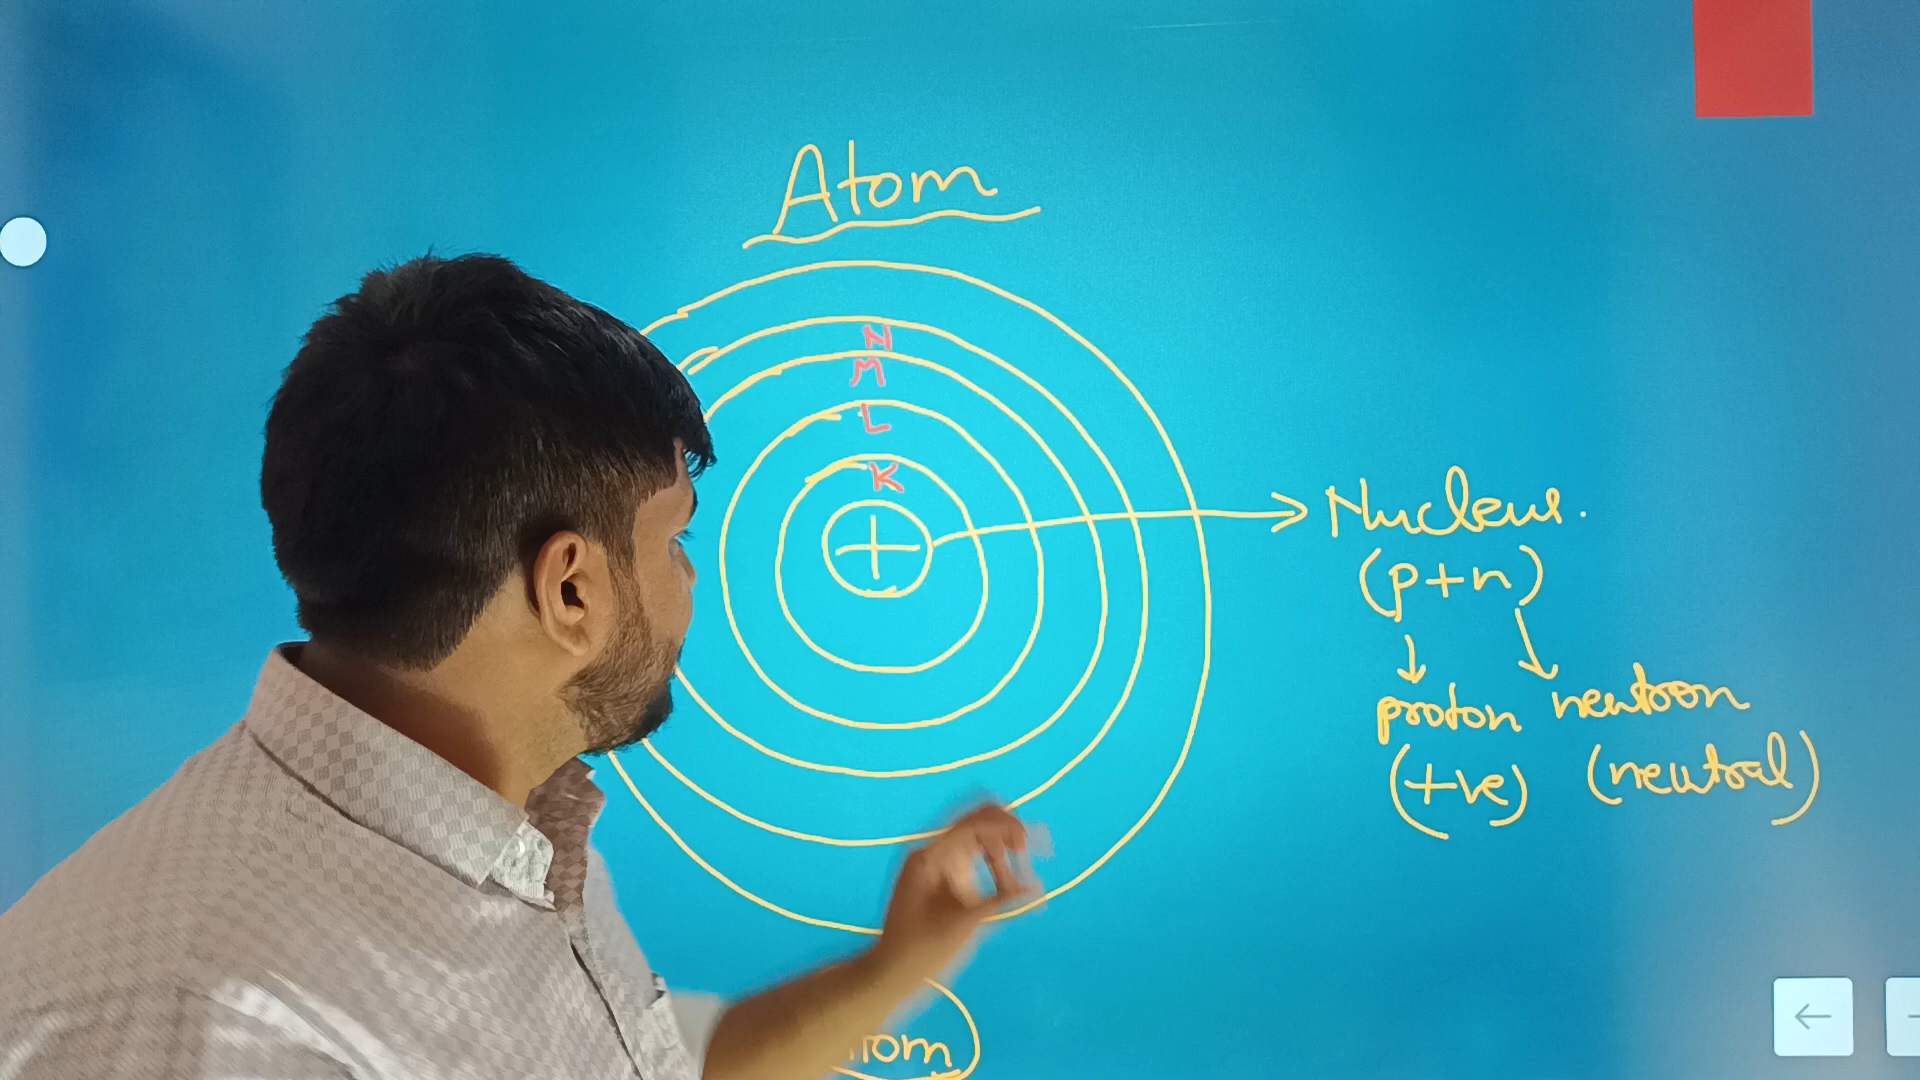 Atom
N
M
L
K
+
Nucleus.
(p+n)
proton neutron
(+ve) (neutral)